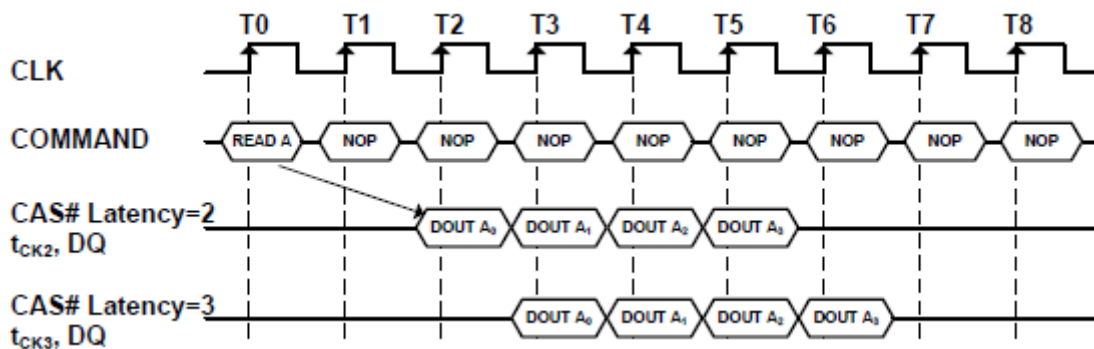 T0 T1 T2 T3 T4 T5 T6 T7 T8
CLK
COMMAND READ A NOP NOP NOP NOP NOP NOP NOP NOP
CAS# Latency=2
tCK2, DQ DOUT A0 DOUT A1 DOUT A2 DOUT A3
CAS# Latency=3
tCK3, DQ DOUT A0 DOUT A1 DOUT A2 DOUT A3